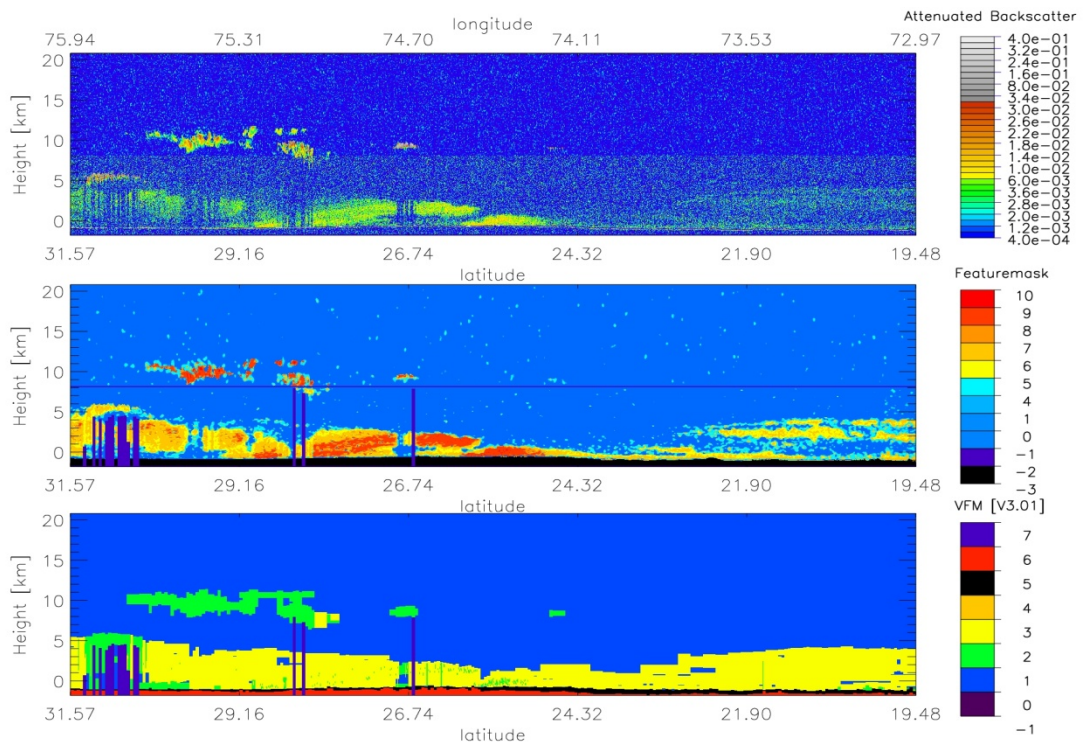 longitude
75.94 75.31 74.70 74.11 73.53 72.97
Attenuated Backscatter
4.0e-01
3.2e-01
2.4e-01
1.6e-01
8.0e-02
3.4e-02
3.0e-02
2.6e-02
2.2e-02
1.8e-02
1.4e-02
6.0e-03
3.6e-03
2.8e-03
2.0e-03
1.2e-03
4.0e-04
Height [km]
20
15
10
5
0
31.57 29.16 26.74 24.32 21.90 19.48
latitude
Featuremask
10
9
8
7
6
5
4
1
0
-1
-2
-3
Height [km]
20
15
10
5
0
31.57 29.16 26.74 24.32 21.90 19.48
latitude
VFM [V3.01]
7
6
5
4
3
2
1
0
-1
Height [km]
20
15
10
5
0
31.57 29.16 26.74 24.32 21.90 19.48
latitude